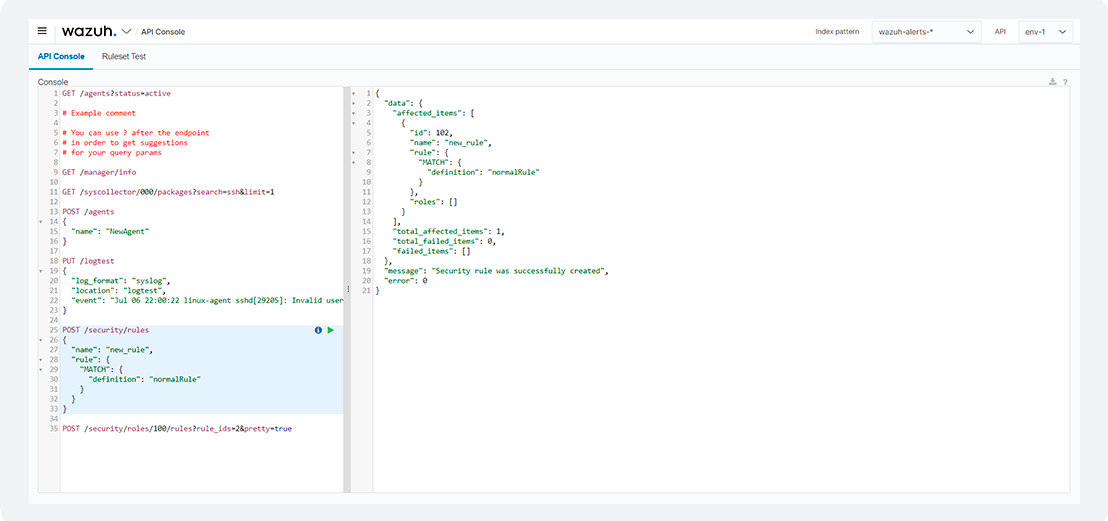 wazuh. / API Console Index pattern wazuh-alerts-* API env-1
API Console Ruleset Test
Console ?
1 GET /agents?status=active
2
3 # Example comment
4
5 # You can use ? after the endpoint
6 # in order to get suggestions
7 # for your query params
8
9 GET /manager/info
10
11 GET /syscollector/000/packages?search=ssh&limit=1
12
13 POST /agents
14 {
15 "name": "NewAgent"
16 }
17
18 PUT /logtest
19 {
20 "log_format": "syslog",
21 "location": "logtest",
22 "event": "Jul 06 22:00:22 linux-agent sshd[29205]: Invalid user
23 }
24
25 POST /security/rules
26 {
27 "name": "new_rule",
28 "rule": {
29 "MATCH": {
30 "definition": "normalRule"
31 }
32 }
33 }
34
35 POST /security/roles/100/rules?rule_ids=2&pretty=true
1 {
2 "data": {
3 "affected_items": [
4 {
5 "id": 102,
6 "name": "new_rule",
7 "rule": {
8 "MATCH": {
9 "definition": "normalRule"
10 }
11 },
12 "roles": []
13 }
14 ],
15 "total_affected_items": 1,
16 "total_failed_items": 0,
17 "failed_items": []
18 },
19 "message": "Security rule was successfully created",
20 "error": 0
21 }